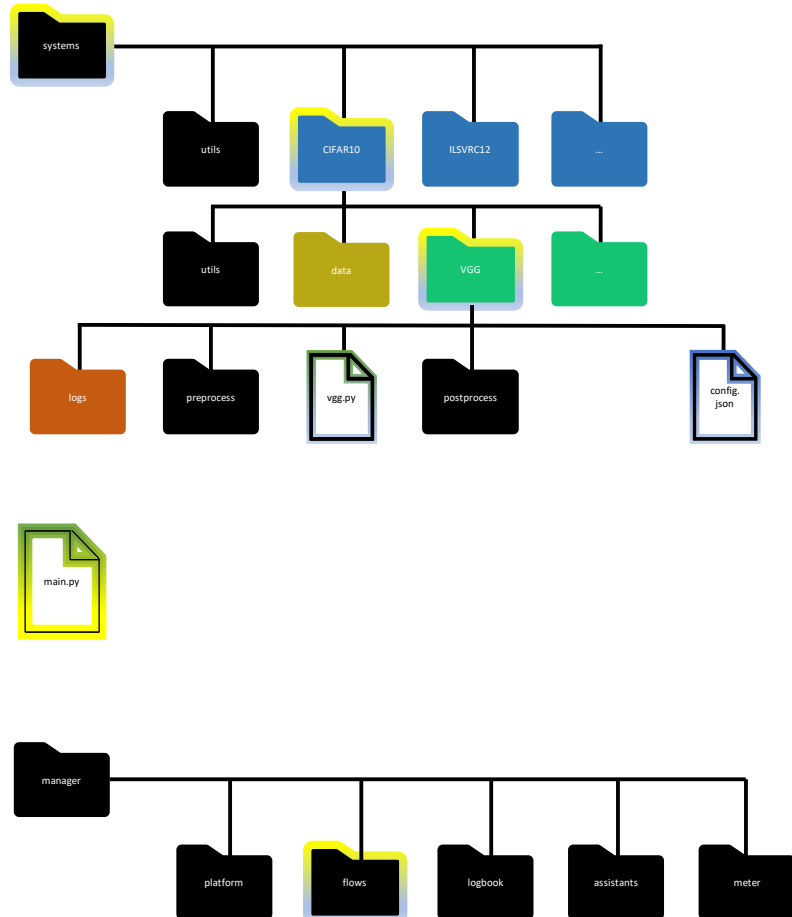 systems
utils
CIFAR10
ILSVRC12
...
utils
data
VGG
...
logs
preprocess
vgg.py
postprocess
config.
json
main.py
manager
platform
flows
logbook
assistants
meter